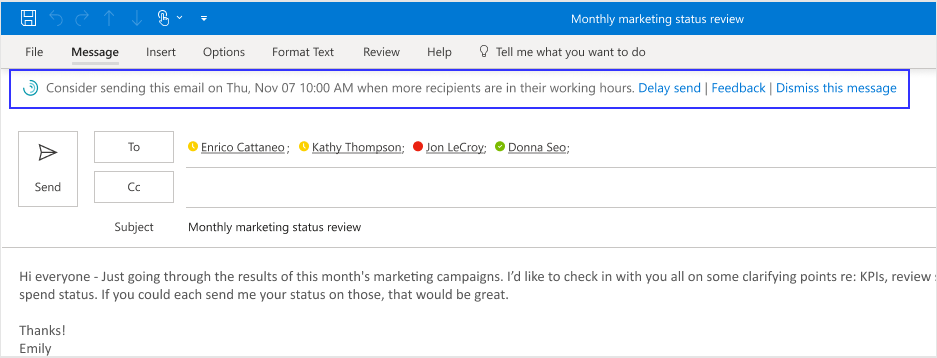 Monthly marketing status review
File Message Insert Options Format Text Review Help Tell me what you want to do
Consider sending this email on Thu, Nov 07 10:00 AM when more recipients are in their working hours. Delay send | Feedback | Dismiss this message
To Enrico Cattaneo; Kathy Thompson; Jon LeCroy; Donna Seo;
Send Cc
Subject Monthly marketing status review
Hi everyone - Just going through the results of this month's marketing campaigns. I’d like to check in with you all on some clarifying points re: KPIs, review
spend status. If you could each send me your status on those, that would be great.
Thanks!
Emily